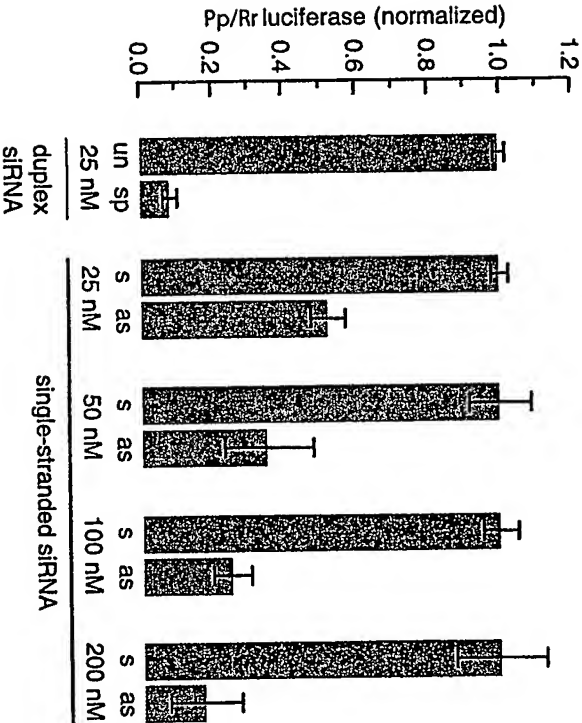 Pp/Rr luciferase (normalized)
0.0 0.2 0.4 0.6 0.8 1.0 1.2
un sp s as s as s as s as
25 nM 25 nM 50 nM 100 nM 200 nM
duplex
siRNA
single-stranded siRNA